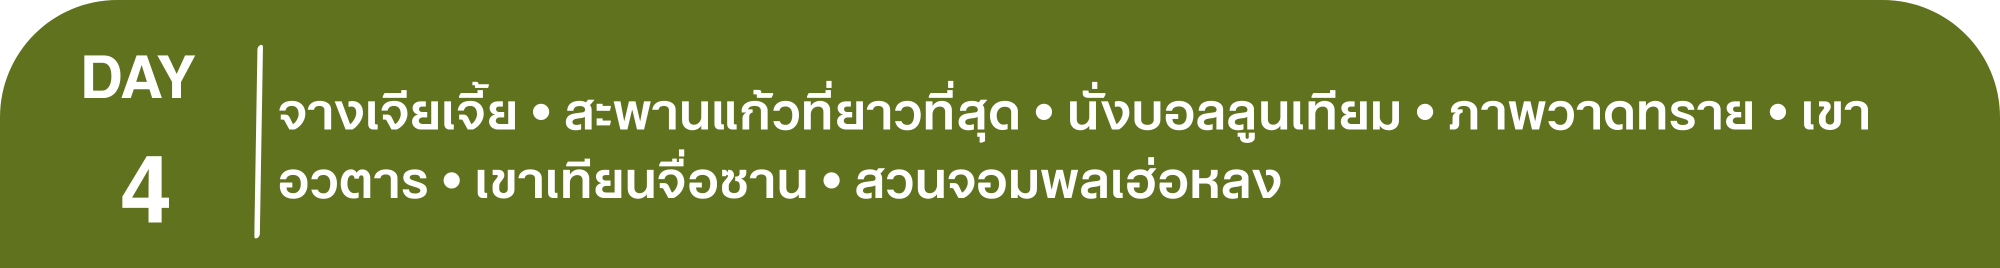 DAY
4
จางเจียเจี้ย • สะพานแก้วที่ยาวที่สุด • นั่งบอลลูนเทียม • ภาพวาดทราย • เขา
อวตาร • เขาเทียนจื่อซาน • สวนจอมพลเฮ่อหลง